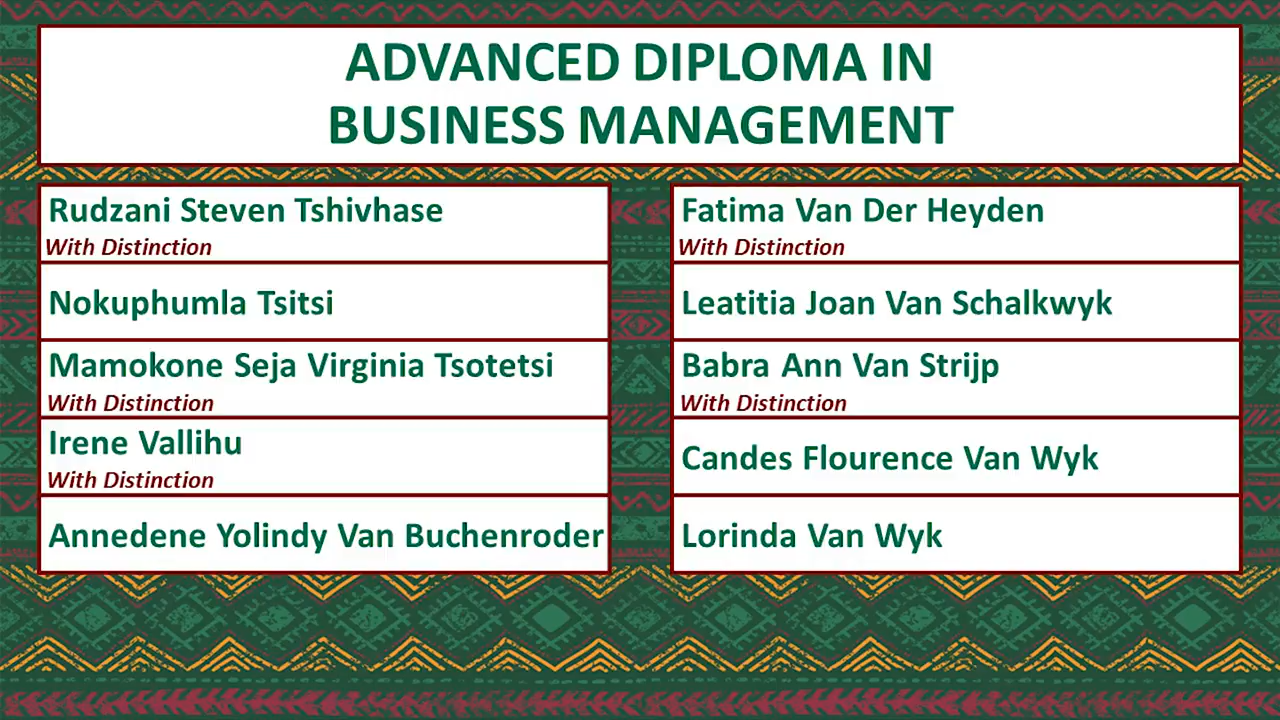 ADVANCED DIPLOMA IN
BUSINESS MANAGEMENT
Rudzani Steven Tshivhase
With Distinction
Nokuphumla Tsitsi
Mamokone Seja Virginia Tsotetsi
With Distinction
Irene Vallihu
With Distinction
Annedene Yolindy Van Buchenroder
Fatima Van Der Heyden
With Distinction
Leatitia Joan Van Schalkwyk
Babra Ann Van Strijp
With Distinction
Candes Flourence Van Wyk
Lorinda Van Wyk